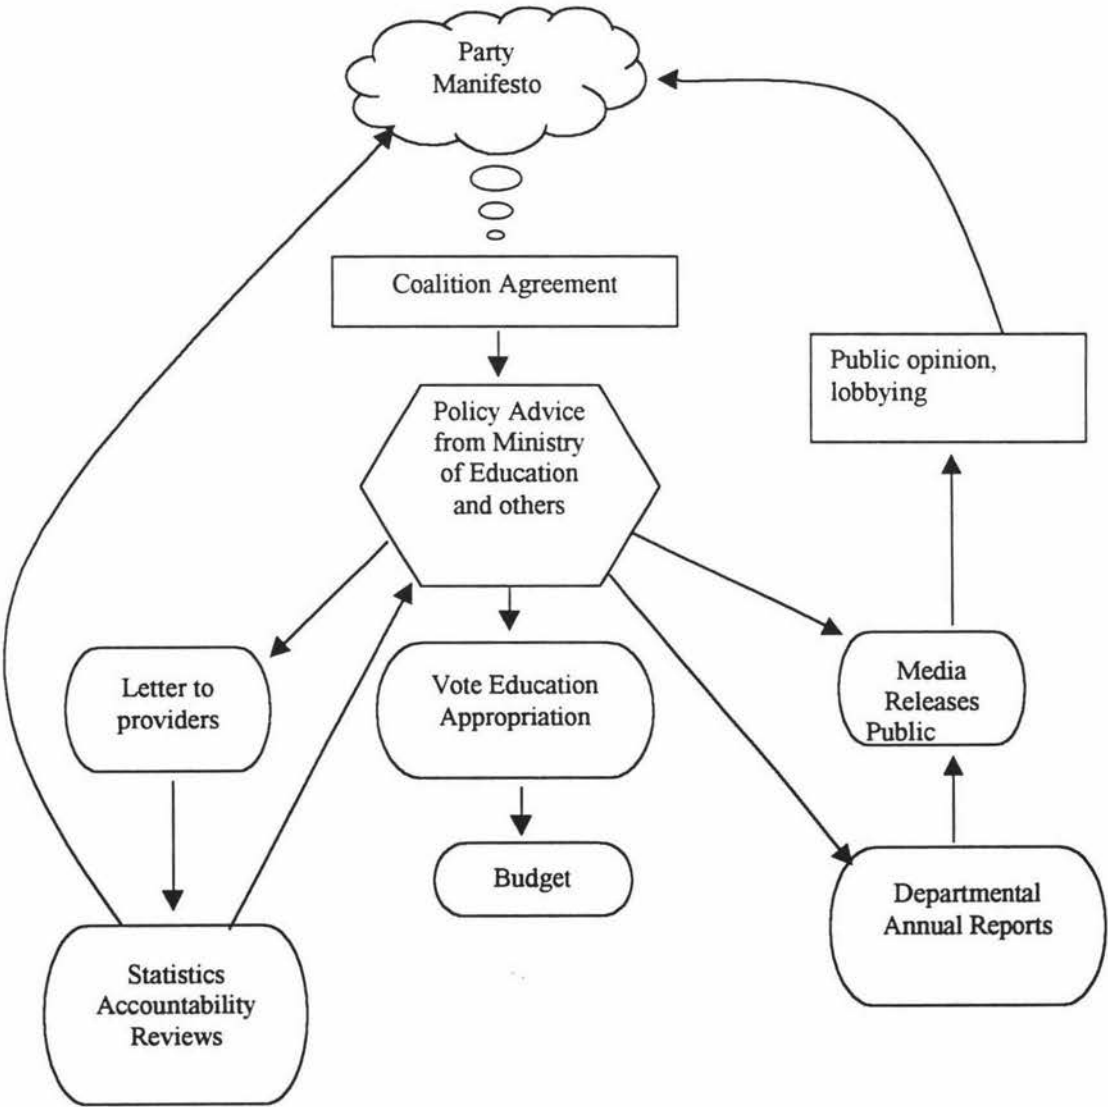 Party
Manifesto
Coalition Agreement
Public opinion,
lobbying
Policy Advice
from Ministry
of Education
and others
Letter to
providers
Vote Education
Appropriation
Media
Releases
Public
Budget
Departmental
Annual Reports
Statistics
Accountability
Reviews